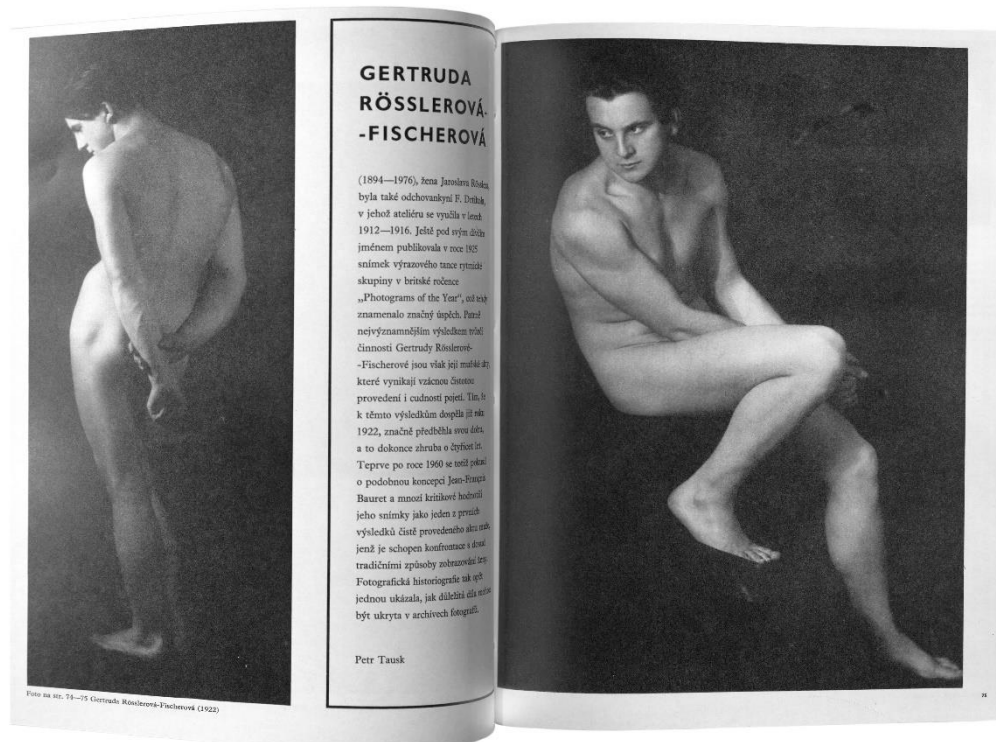 GERTRUDA
RÖSSLEROVÁ-
-FISCHEROVÁ
(1894—1976), žena Jaroslava
byla také odchovankyní F.
v jehož ateliéru se vyučila v letech
1912—1916. Ještě pod svým
jménem publikovala v roce 1925
snímek výrazového tance rytmické
skupiny v britské ročence
„Photograms of the Year“, což tehdy
znamenalo značný úspěch. Patrně
nejvýznamnějším výsledkem tvůrčí
činnosti Gertrudy Rösslerové-
-Fischerové jsou však její mužské akty,
které vynikají vzácnou čistotou
provedení i cudností pojetí. Tím, že
k těmto výsledkům dospěla již roku
1922, značně předběhla svou dobu,
a to dokonce zhruba o čtyřicet let.
Teprve po roce 1960 se totiž pokusil
o podobnou koncepci Jean-François
Bauret a mnozí kritikové hodnotili
jeho snímky jako jeden z prvních
výsledků čistě provedeného aktu muže,
jenž je schopen konfrontace s
tradičními způsoby zobrazování ženy.
Fotografická historiografie tak opět
jednou ukázala, jak důležitá díla
být ukryta v archivech fotografů.
Petr Tausk
Foto na str. 74—75 Gertruda Rösslerová-Fischerová (1922)
75